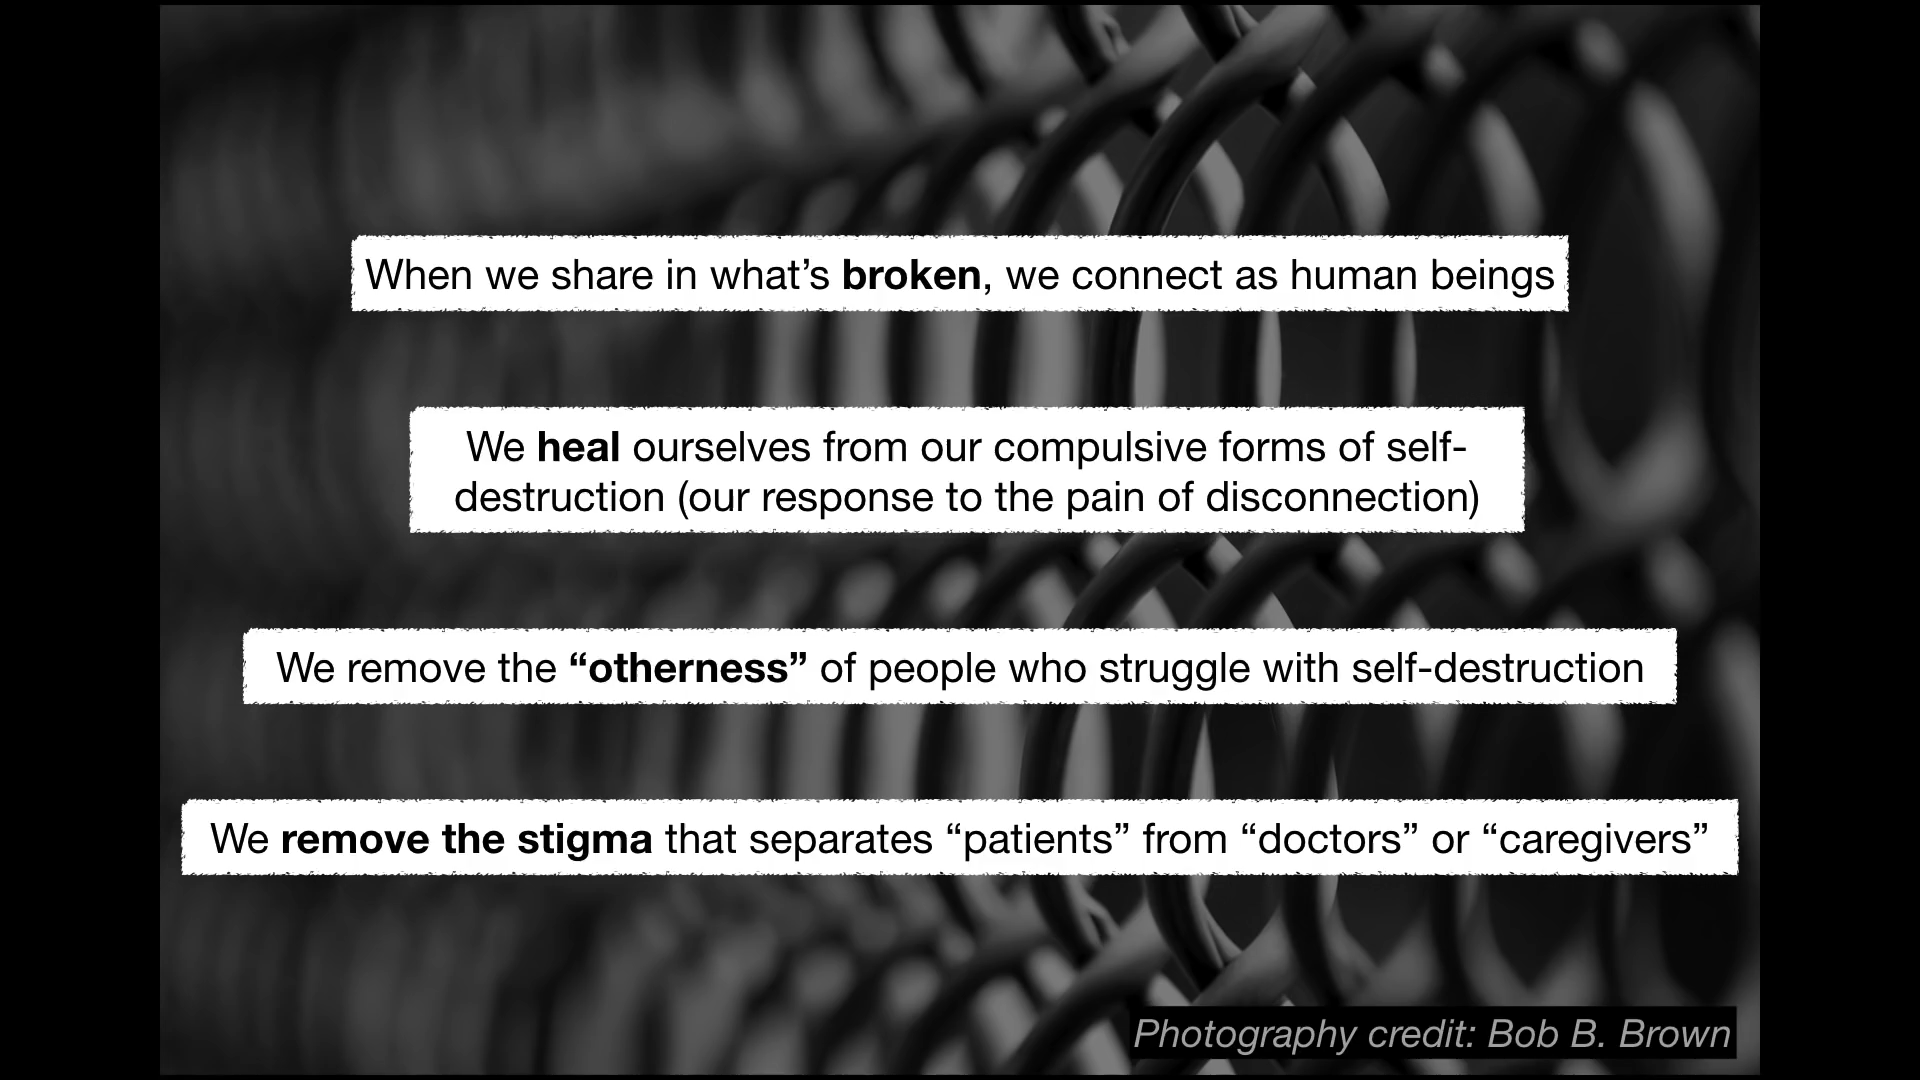 When we share in what’s broken, we connect as human beings
We heal ourselves from our compulsive forms of self-
destruction (our response to the pain of disconnection)
We remove the “otherness” of people who struggle with self-destruction
We remove the stigma that separates “patients” from “doctors” or “caregivers”
Photography credit: Bob B. Brown